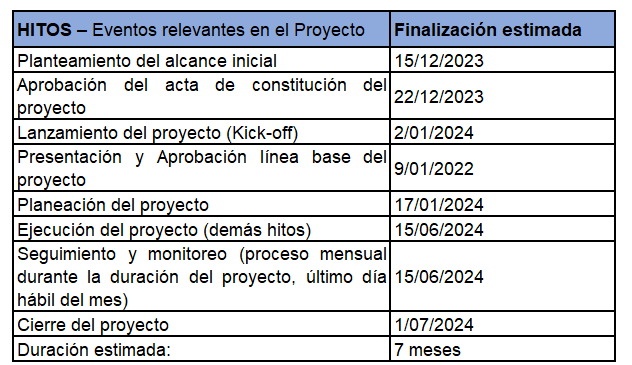 HITOS – Eventos relevantes en el Proyecto Finalización estimada
Planteamiento del alcance inicial 15/12/2023
Aprobación del acta de constitución del
proyecto 22/12/2023
Lanzamiento del proyecto (Kick-off) 2/01/2024
Presentación y Aprobación línea base del
proyecto 9/01/2022
Planeación del proyecto 17/01/2024
Ejecución del proyecto (demás hitos) 15/06/2024
Seguimiento y monitoreo (proceso mensual
durante la duración del proyecto, último día
hábil del mes) 15/06/2024
Cierre del proyecto 1/07/2024
Duración estimada: 7 meses